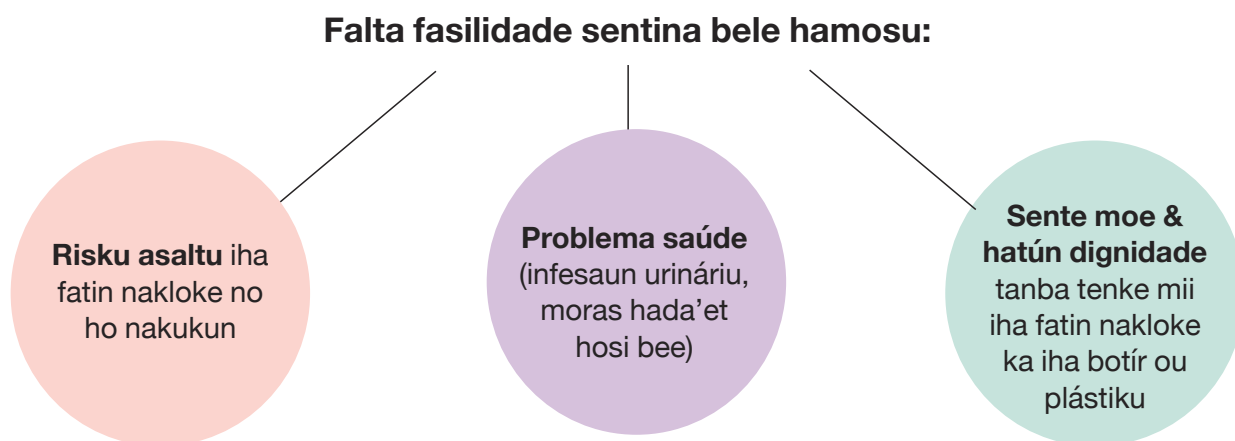 Falta fasilidade sentina bele hamosu:
Risku asaltu iha
fatin nakloke no
ho nakukun
Problema saúde
(infesaun urináriu,
moras hada’et
hosi bee)
Sente moe &
hatún dignidade
tanba tenke mii
iha fatin nakloke
ka iha botír ou
plástiku